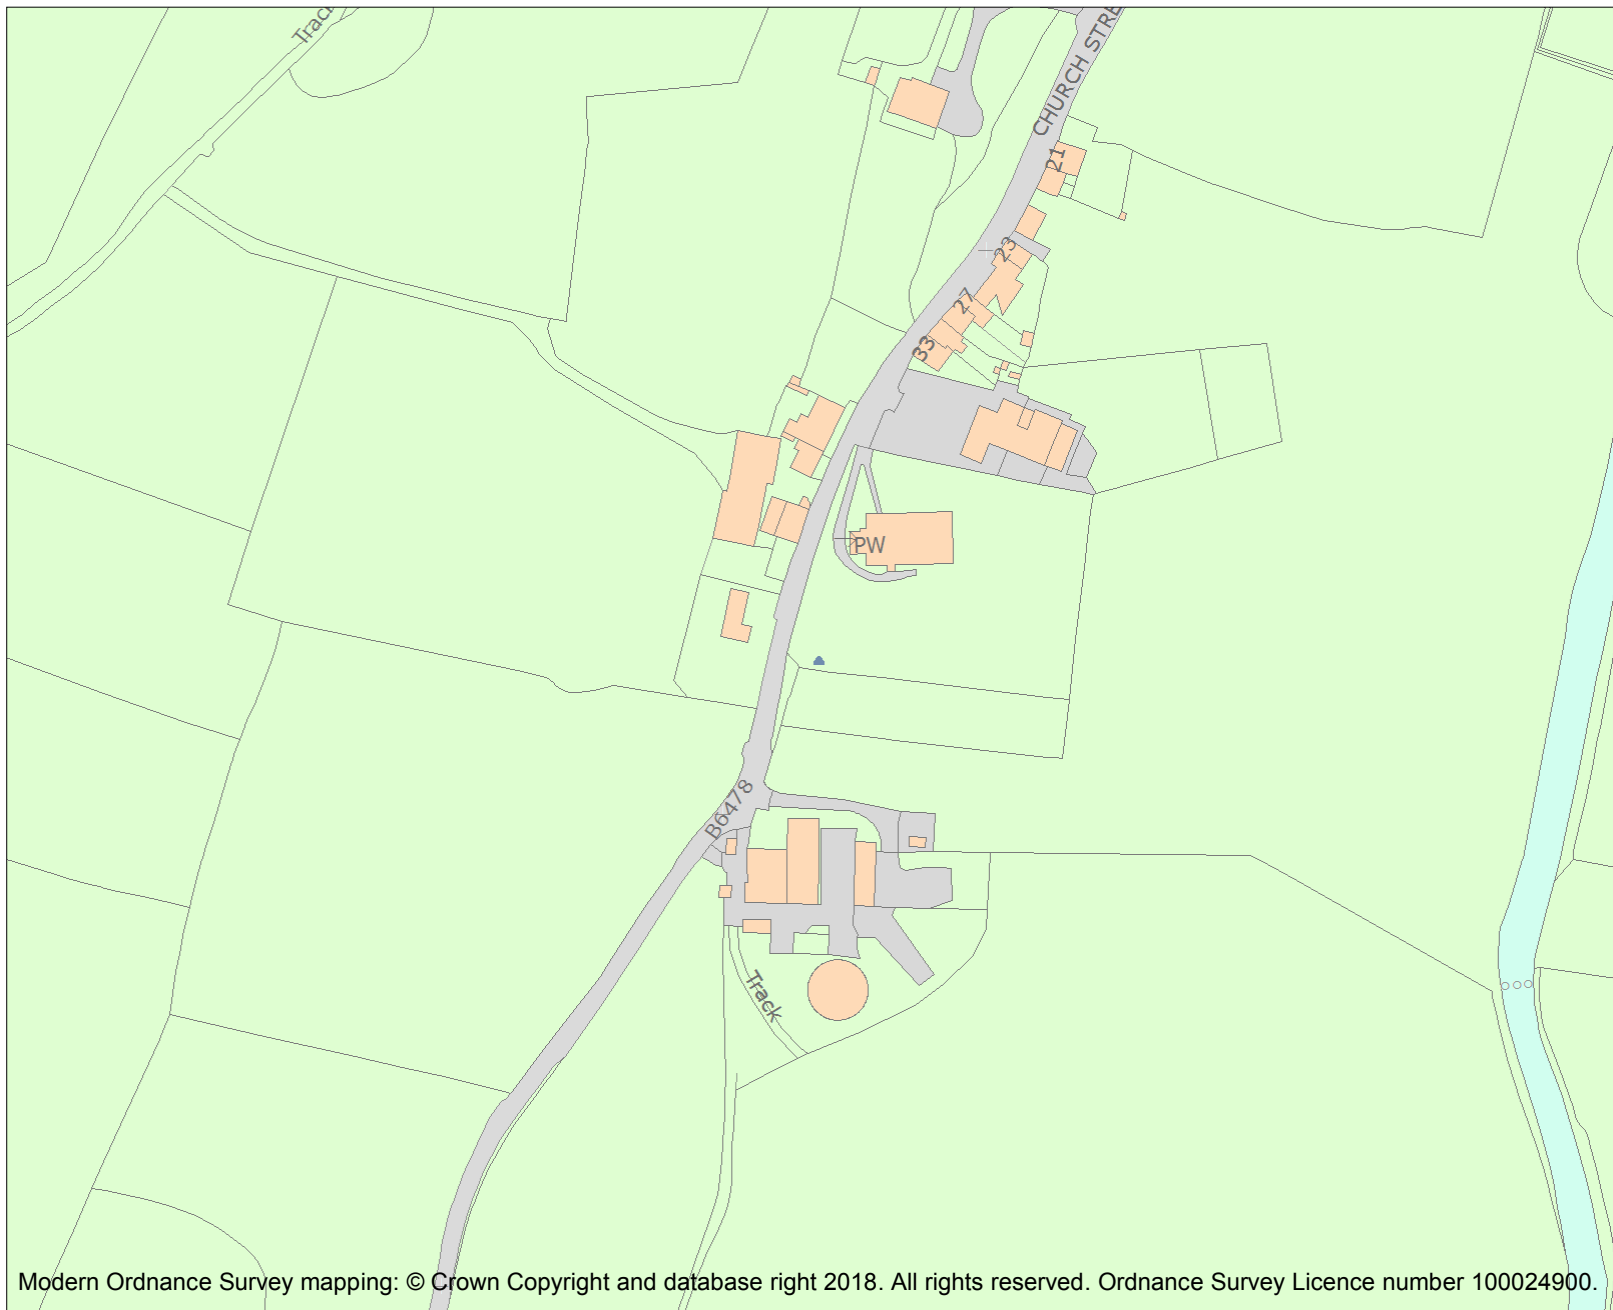 Track
CHURCH STRE
21
23
27
33
PW
B6478
Track
Modern Ordnance Survey mapping: © Crown Copyright and database right 2018. All rights reserved. Ordnance Survey Licence number 100024900.